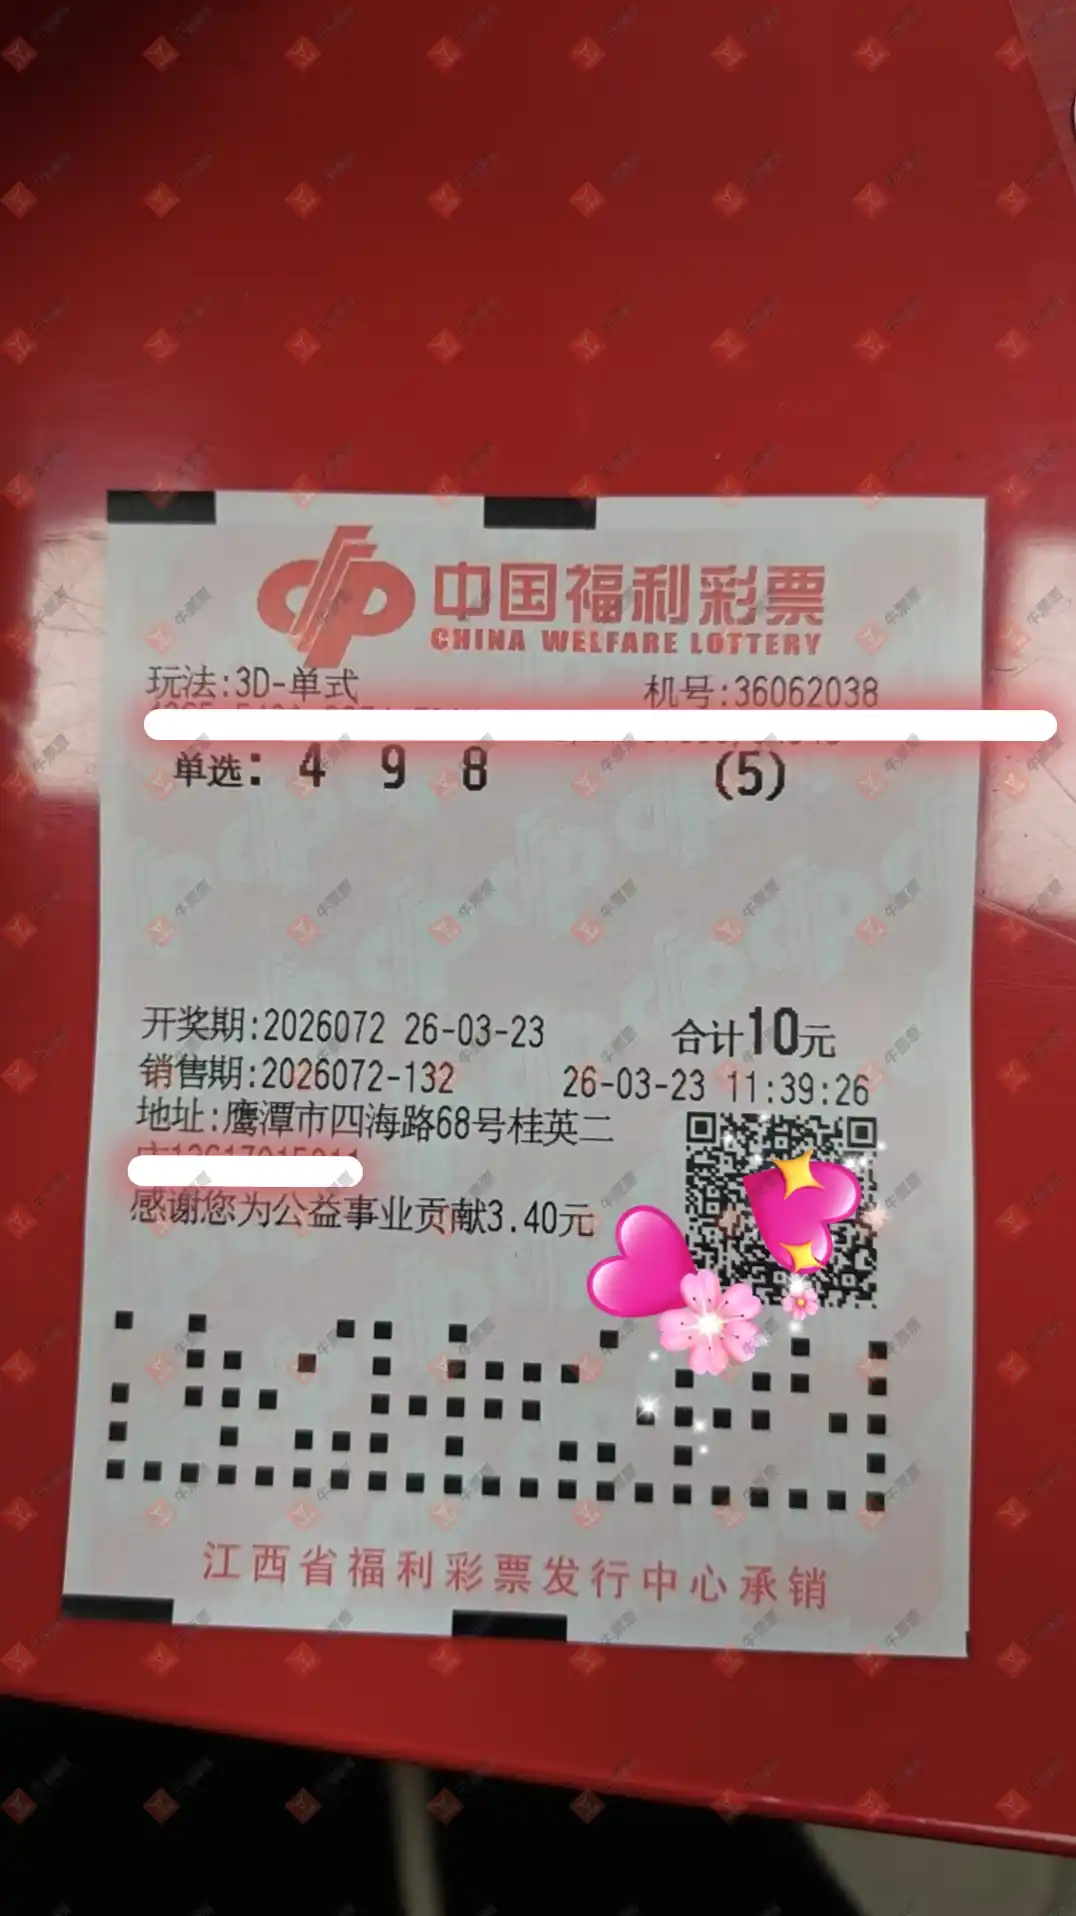 中国福利彩票
CHINA WELFARE LOTTERY
玩法:3D-单式 机号:36062038
单选: 4 9 8 (5)
开奖期:2026072 26-03-23 合计10元
销售期:2026072-132 26-03-23 11:39:26
地址:鹰潭市四海路68号桂英二
感谢您为公益事业贡献3.40元
江西省福利彩票发行中心承销